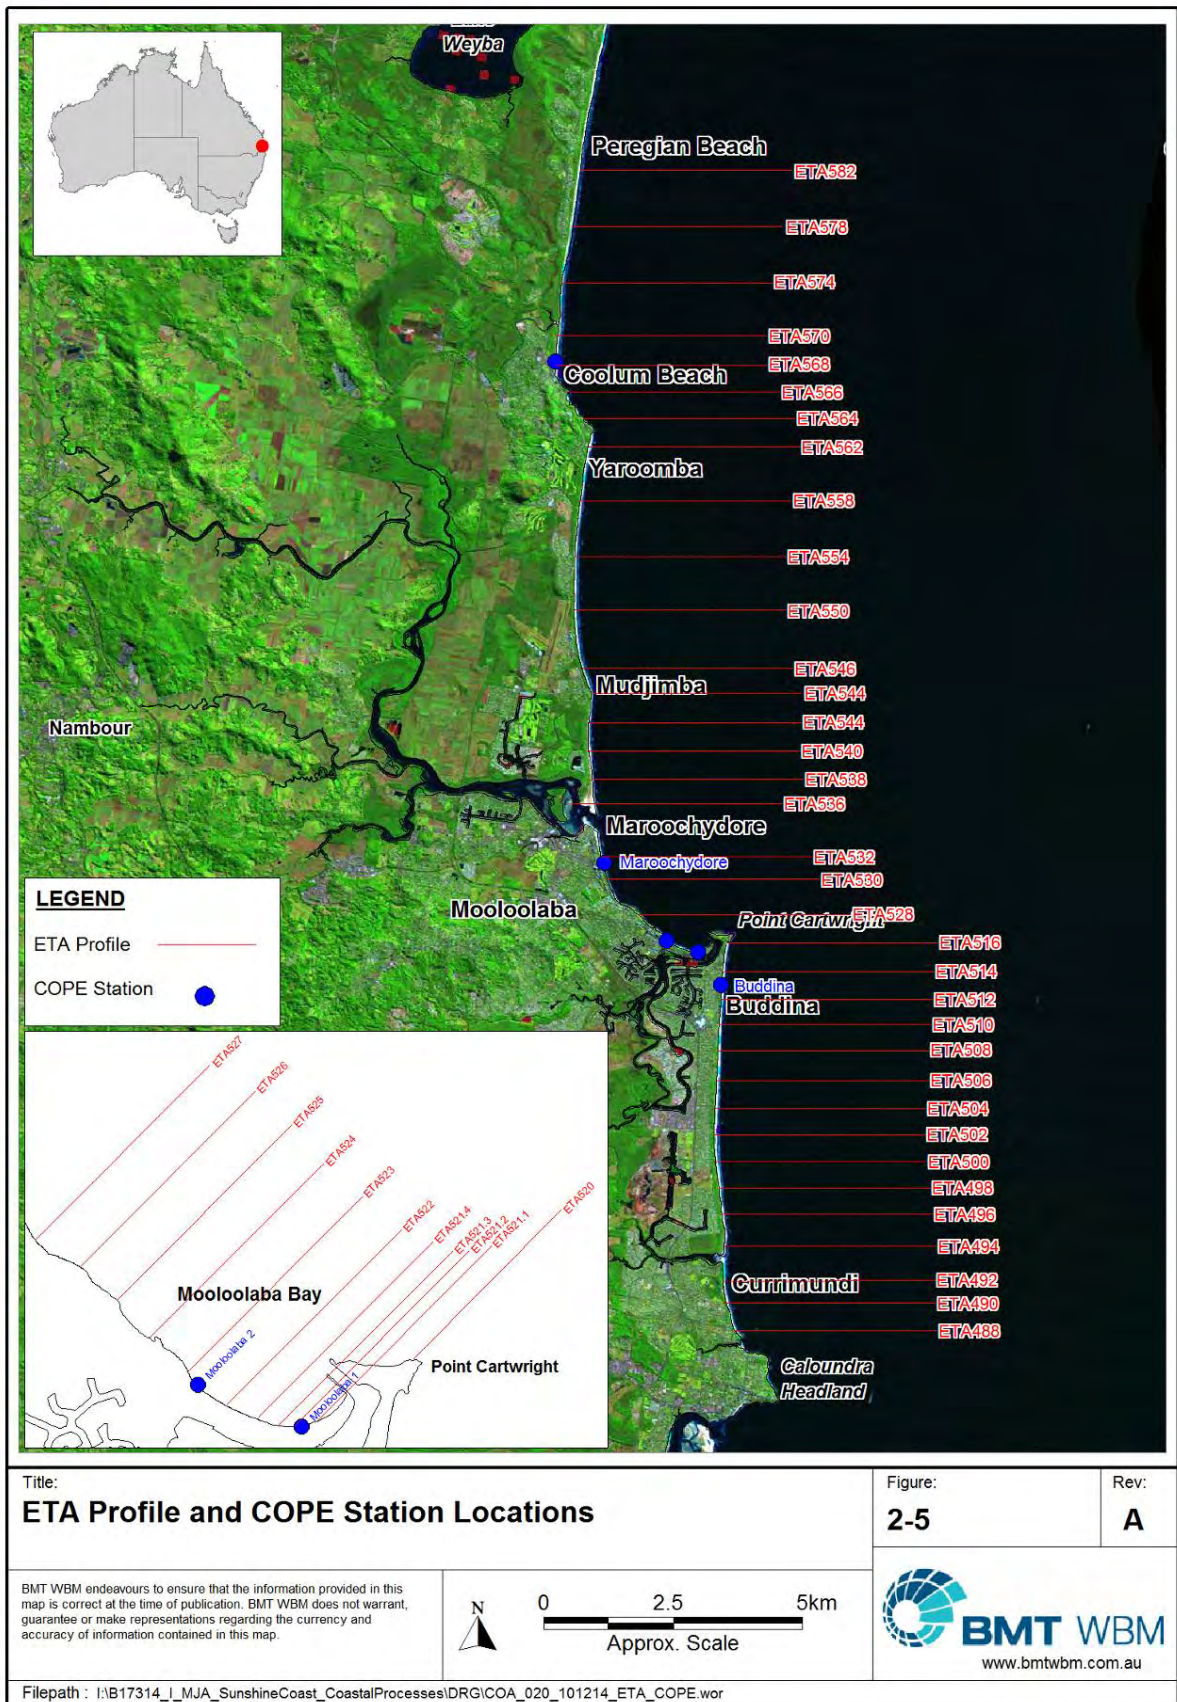 Weyba
Peregian Beach
ETA582
ETA578
ETA574
ETA570
ETA568
Coolum Beach
ETA566
ETA564
ETA562
Yaroomba
ETA558
ETA554
ETA550
ETA546
Mudjimba
ETA544
ETA544
Nambour
ETA540
ETA538
ETA536
Maroochydore
ETA532
Maroochydore
ETA530
Mooloolaba
ETA528
Point Cartwright
ETA516
ETA514
Buddina
ETA512
Buddina
ETA510
ETA508
ETA506
ETA504
ETA502
ETA500
ETA498
ETA496
ETA494
ETA492
Currimundi
ETA490
ETA488
Caloundra
Headland
LEGEND
ETA Profile
COPE Station
ETA527
ETA526
ETA525
ETA524
ETA523
ETA522
ETA521.4
ETA521.3
ETA521.2
ETA521.1
ETA520
Mooloolaba Bay
Mooloolaba 2
Mooloolaba 1
Point Cartwright
Title:
ETA Profile and COPE Station Locations
Figure:
2-5
Rev:
A
BMT WBM endeavours to ensure that the information provided in this
map is correct at the time of publication. BMT WBM does not warrant,
guarantee or make representations regarding the currency and
accuracy of information contained in this map.
N
0 2.5 5km
Approx. Scale
BMT WBM
www.bmtwbm.com.au
Filepath : I:\B17314_I_MJA_SunshineCoast_CoastalProcesses\DRG\COA_020_101214_ETA_COPE.wor